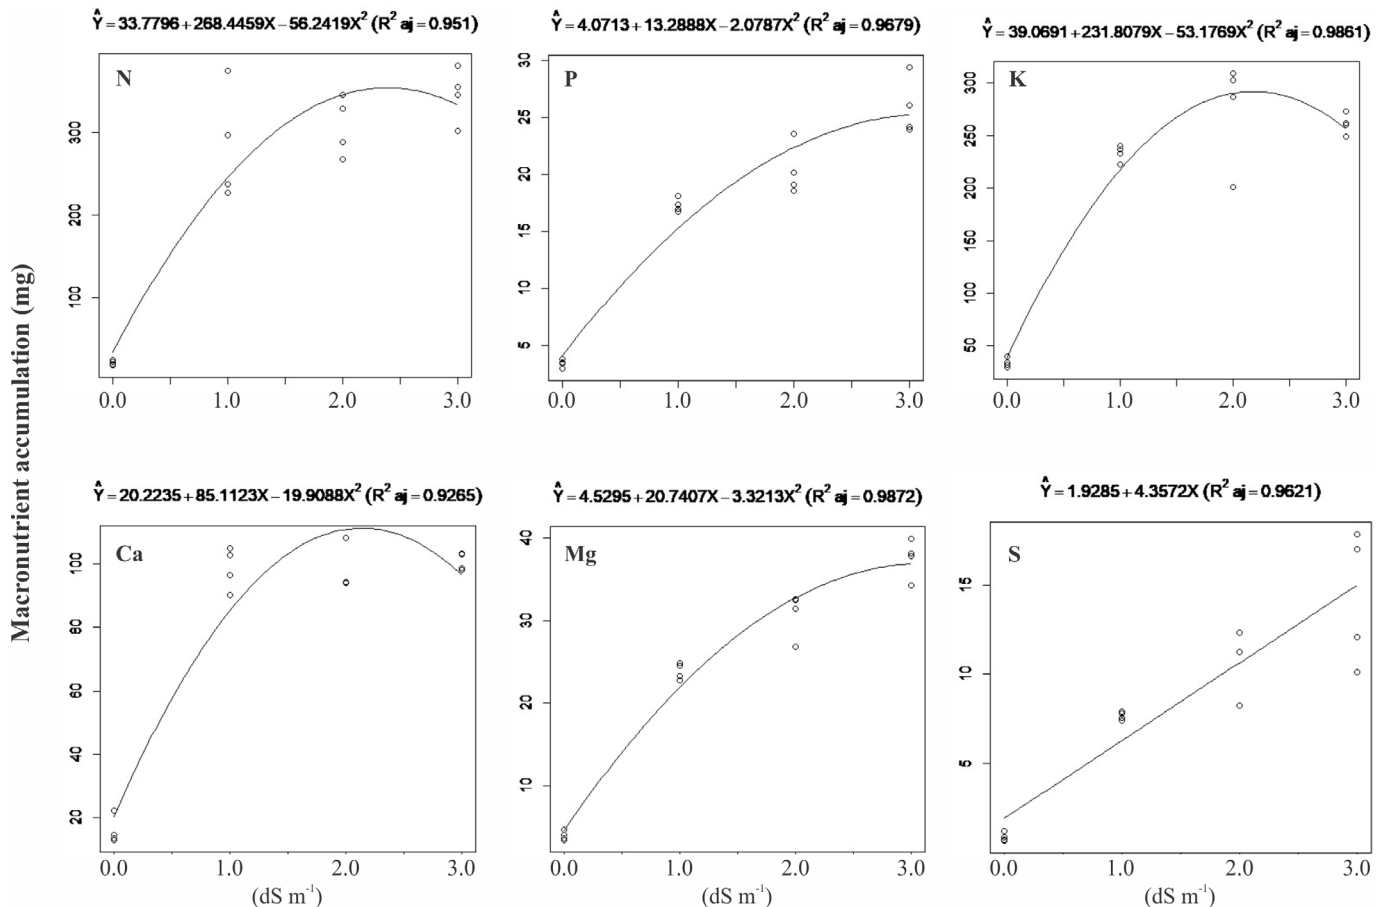 Ŷ = 33.7796 + 268.4459X − 56.2419X² (R² aj = 0.951)
Ŷ = 4.0713 + 13.2888X − 2.0787X² (R² aj = 0.9679)
Ŷ = 39.0691 + 231.8079X − 53.1769X² (R² aj = 0.9861)
N
P
K
300
200
100
30
25
20
15
10
5
300
250
200
150
100
50
0.0 1.0 2.0 3.0
0.0 1.0 2.0 3.0
0.0 1.0 2.0 3.0
Macronutrient accumulation (mg)
Ŷ = 20.2235 + 85.1123X − 19.9088X² (R² aj = 0.9265)
Ŷ = 4.5295 + 20.7407X − 3.3213X² (R² aj = 0.9872)
Ŷ = 1.9285 + 4.3572X (R² aj = 0.9621)
Ca
Mg
S
100
80
60
40
20
40
30
20
10
15
10
5
0.0 1.0 2.0 3.0
0.0 1.0 2.0 3.0
0.0 1.0 2.0 3.0
(dS m⁻¹)
(dS m⁻¹)
(dS m⁻¹)